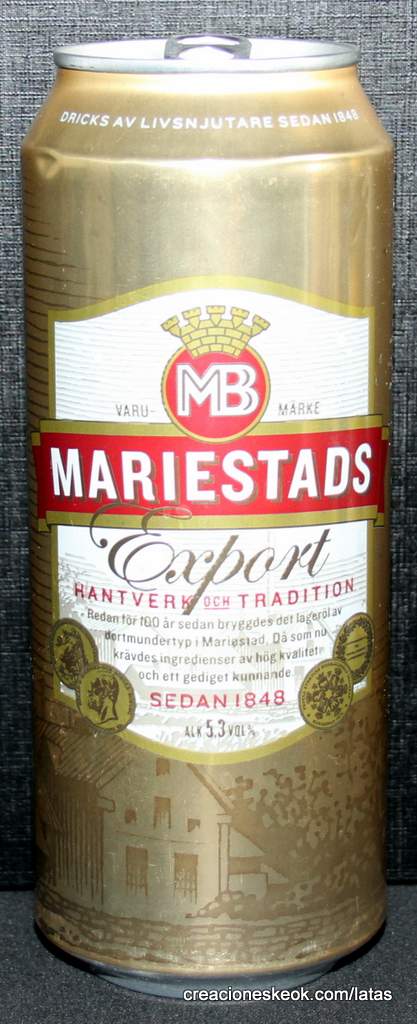 DRICKS AV LIVSNJUTARE SEDAN 1848
MB
VARU- MÄRKE
MARIESTADS
Export
HANTVERK OCH TRADITION
Redan för 100 år sedan bryggdes det lageröl av
dortmundertyp i Mariestad. Då som nu
krävdes ingredienser av hög kvalitet
och ett gediget kunnande.
SEDAN 1848
ALK 5,3 VOL%
creacioneskeok.com/latas